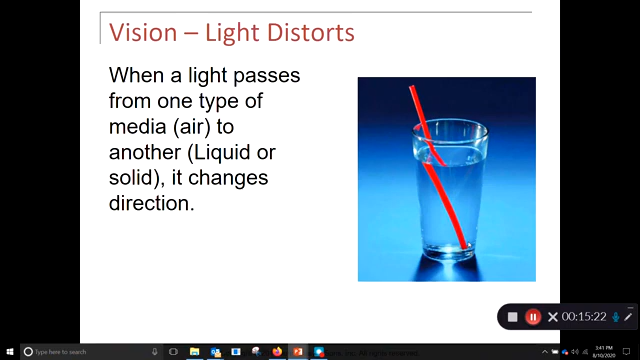 Vision – Light Distorts
When a light passes
from one type of
media (air) to
another (Liquid or
solid), it changes
direction.
00:15:22
Type here to search
3:41 PM
8/10/2020